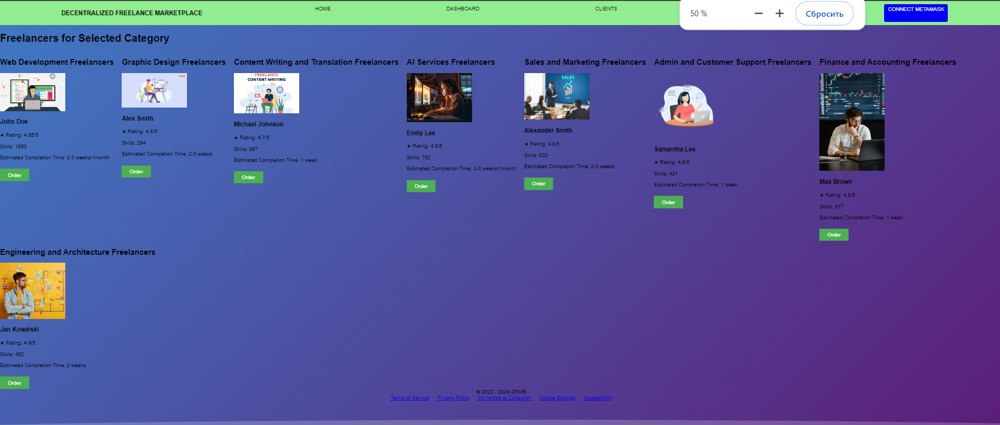 DECENTRALIZED FREELANCE MARKETPLACE
HOME
DASHBOARD
CLIENTS
50 %
Сбросить
CONNECT METAMASK
Freelancers for Selected Category
Web Development Freelancers
John Doe
★ Rating: 4.85/5
Skills: 1853
Estimated Completion Time: 2-3 weeks/1month
Order
Graphic Design Freelancers
Alex Smith
★ Rating: 4.8/5
Skills: 294
Estimated Completion Time: 2-3 weeks
Order
Content Writing and Translation Freelancers
FREELANCE
CONTENT WRITING
Michael Johnson
★ Rating: 4.7/5
Skills: 897
Estimated Completion Time: 1 week
Order
AI Services Freelancers
Emily Lee
★ Rating: 4.9/5
Skills: 752
Estimated Completion Time: 2-3 weeks\1month
Order
Sales and Marketing Freelancers
SALES
Alexander Smith
★ Rating: 4.8/5
Skills: 633
Estimated Completion Time: 2-3 weeks
Order
Admin and Customer Support Freelancers
Samantha Lee
★ Rating: 4.9/5
Skills: 421
Estimated Completion Time: 1 week
Order
Finance and Accounting Freelancers
Max Brown
★ Rating: 4.8/5
Skills: 317
Estimated Completion Time: 1 week
Order
Engineering and Architecture Freelancers
Jan Kowalski
★ Rating: 4.9/5
Skills: 452
Estimated Completion Time: 2 weeks
Order
© 2022 - 2024 DFM®
Terms of Service Privacy Policy CA Notice at Collection Cookie Settings Accessibility